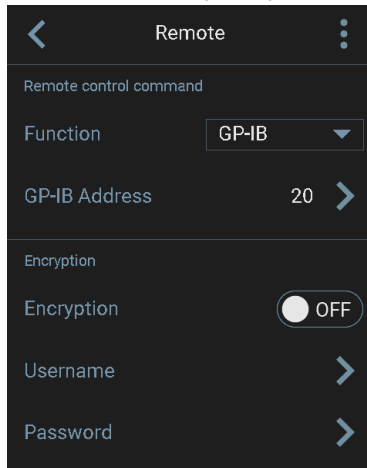 Remote
Remote control command
Function GP-IB
GP-IB Address 20
Encryption
Encryption OFF
Username
Password